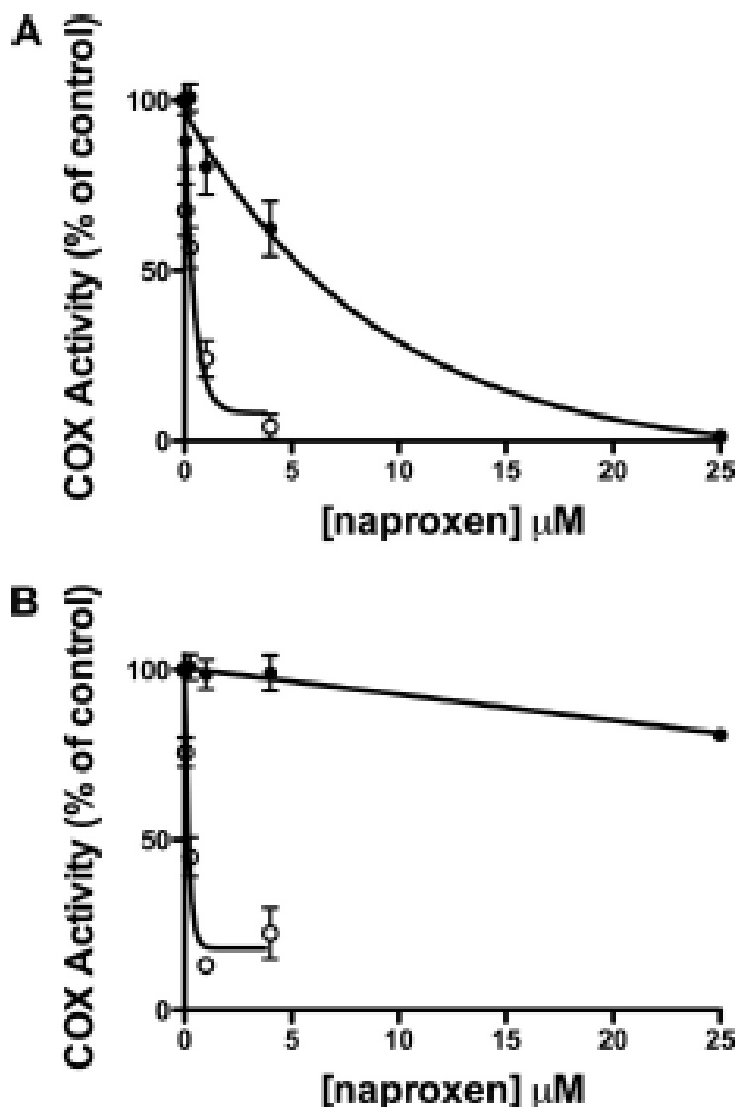 A
COX Activity (% of control)
100
50
0
0 5 10 15 20 25
[naproxen] μM
B
COX Activity (% of control)
100
50
0
0 5 10 15 20 25
[naproxen] μM